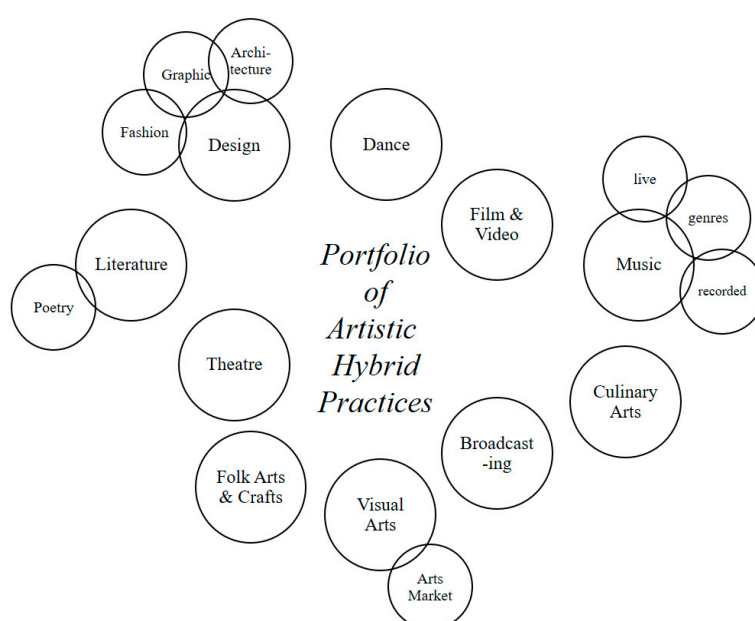 Archi-
tecture
Graphic
Fashion
Design
Dance
Film &
Video
live
genres
Music
recorded
Literature
Poetry
Portfolio
of
Artistic
Hybrid
Practices
Theatre
Culinary
Arts
Broadcast
-ing
Folk Arts
& Crafts
Visual
Arts
Arts
Market